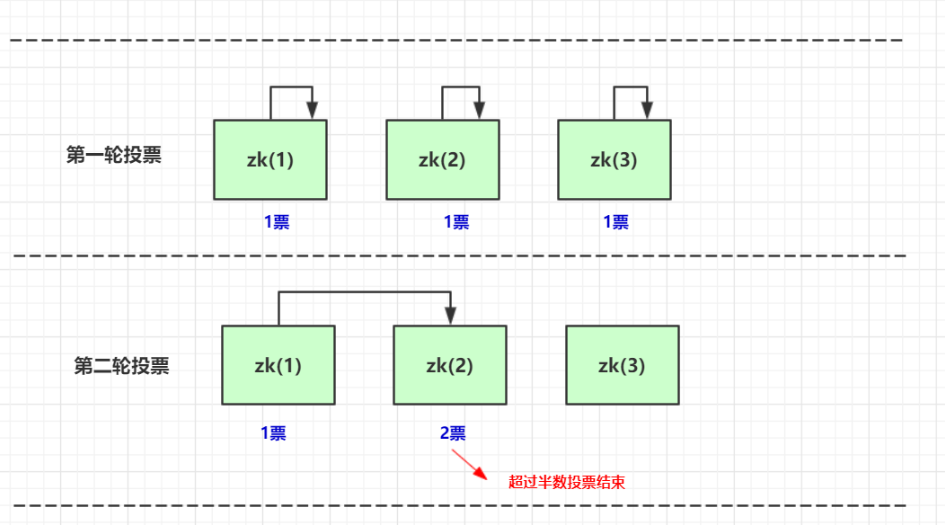 第一轮投票
zk(1)
zk(2)
zk(3)
1票
1票
1票
第二轮投票
zk(1)
zk(2)
zk(3)
1票
2票
超过半数投票结束